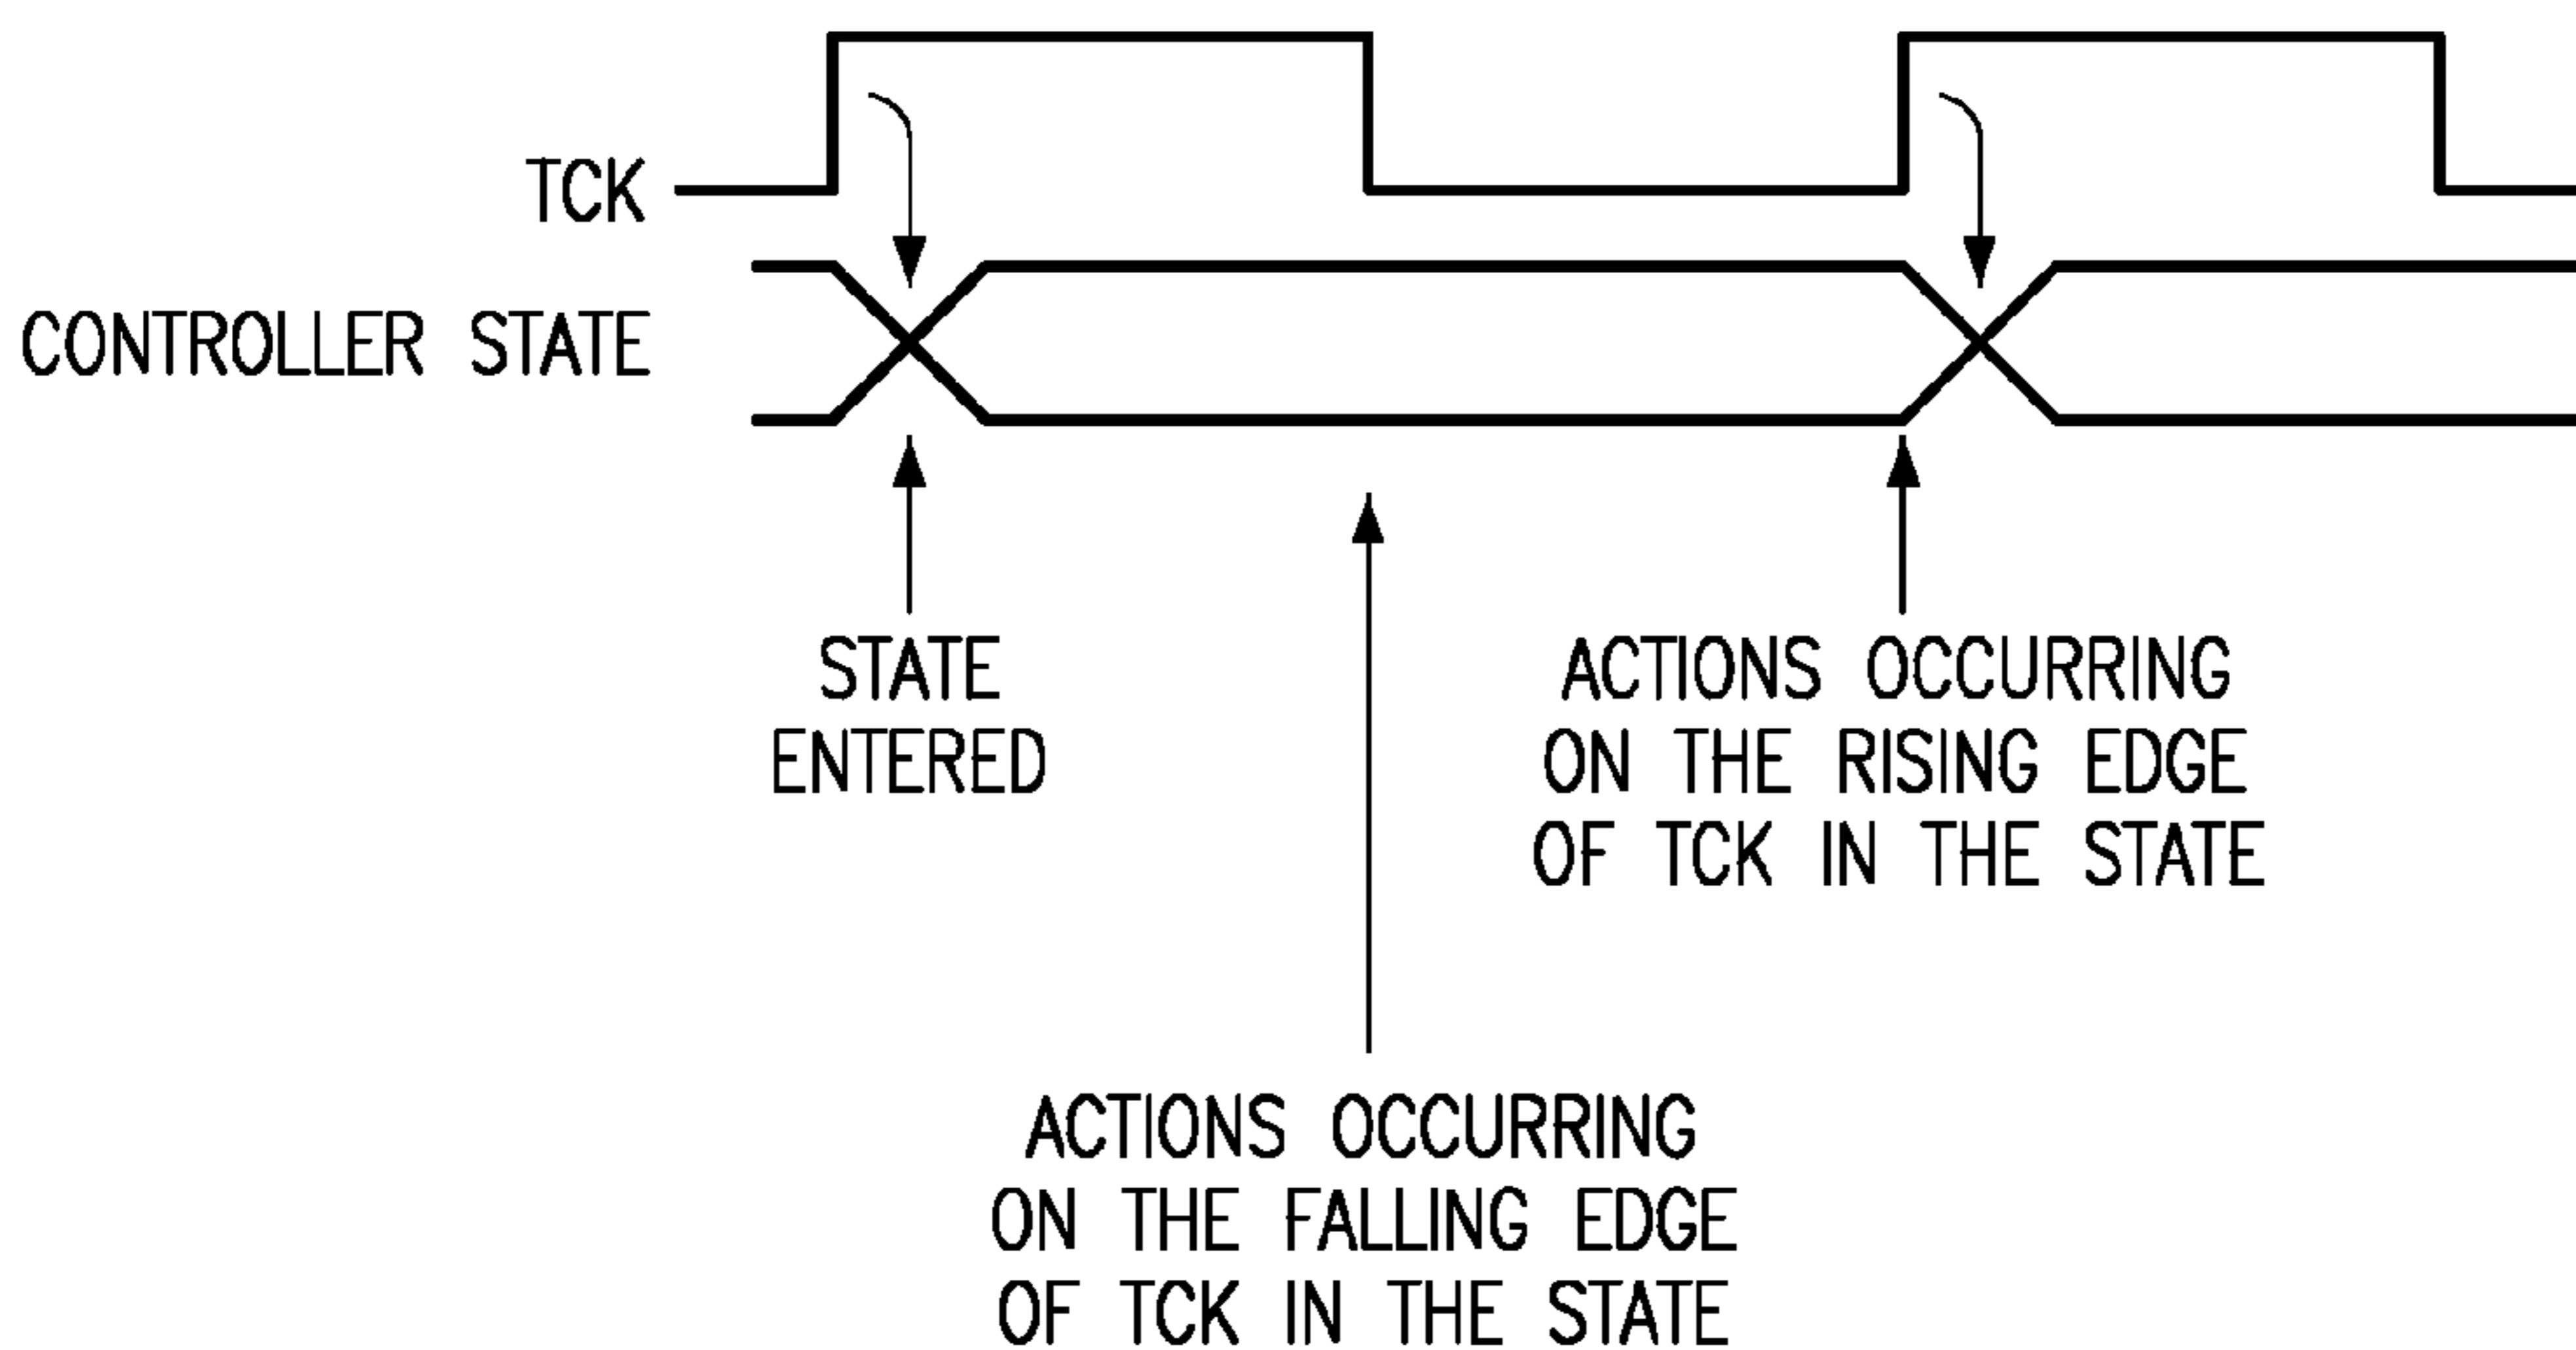 TCK
CONTROLLER STATE
STATE
ENTERED
ACTIONS OCCURRING
ON THE RISING EDGE
OF TCK IN THE STATE
ACTIONS OCCURRING
ON THE FALLING EDGE
OF TCK IN THE STATE